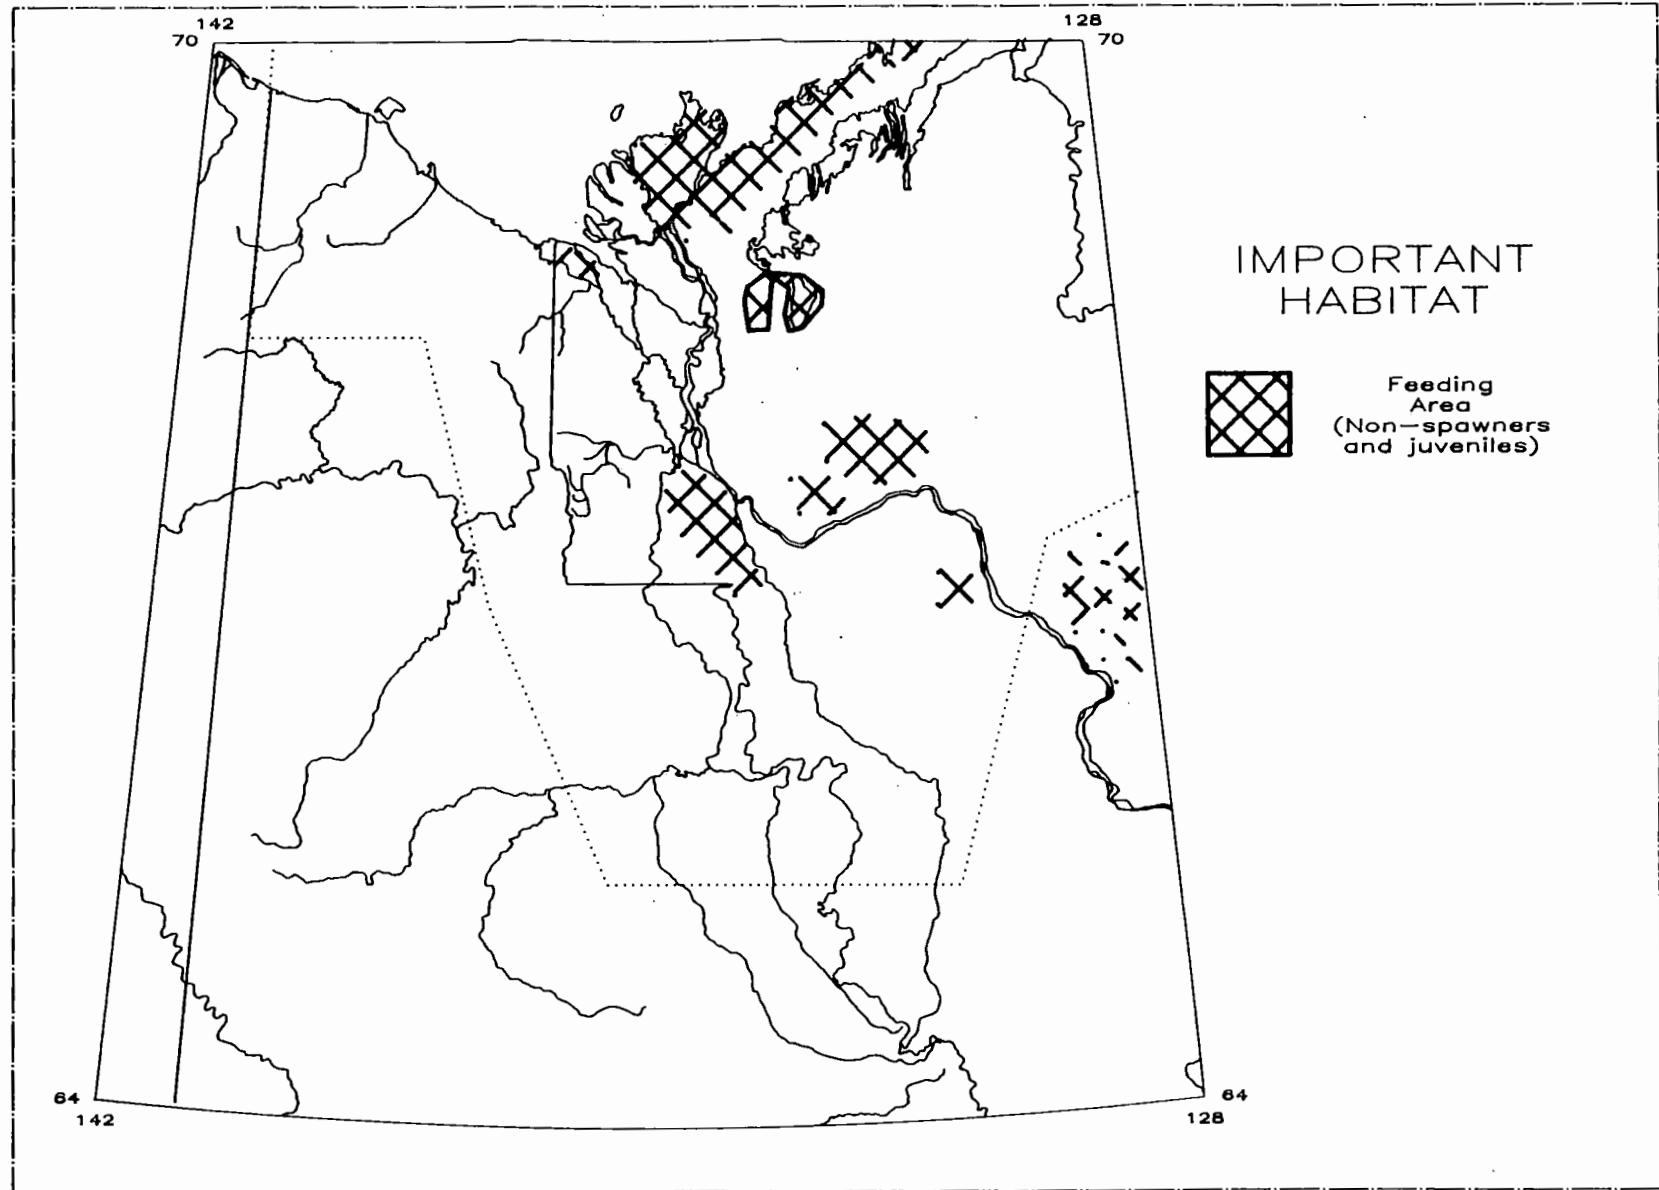 142
128
70
70
IMPORTANT
HABITAT
Feeding
Area
(Non-spawners
and juveniles)
64
64
142
128